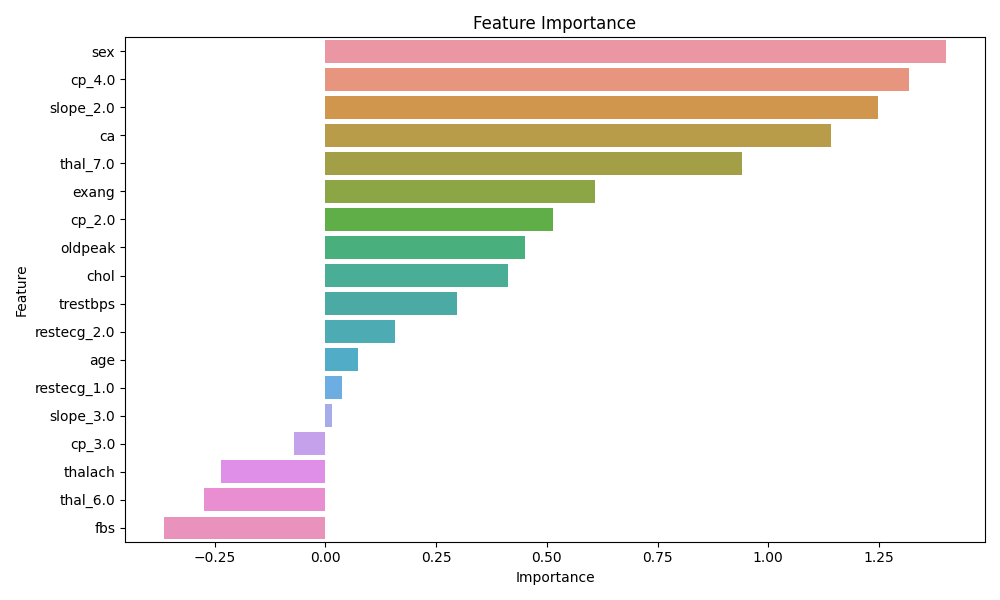 Feature Importance
sex
cp_4.0
slope_2.0
ca
thal_7.0
exang
cp_2.0
oldpeak
chol
trestbps
restecg_2.0
age
restecg_1.0
slope_3.0
cp_3.0
thalach
thal_6.0
fbs
Feature
−0.25 0.00 0.25 0.50 0.75 1.00 1.25
Importance